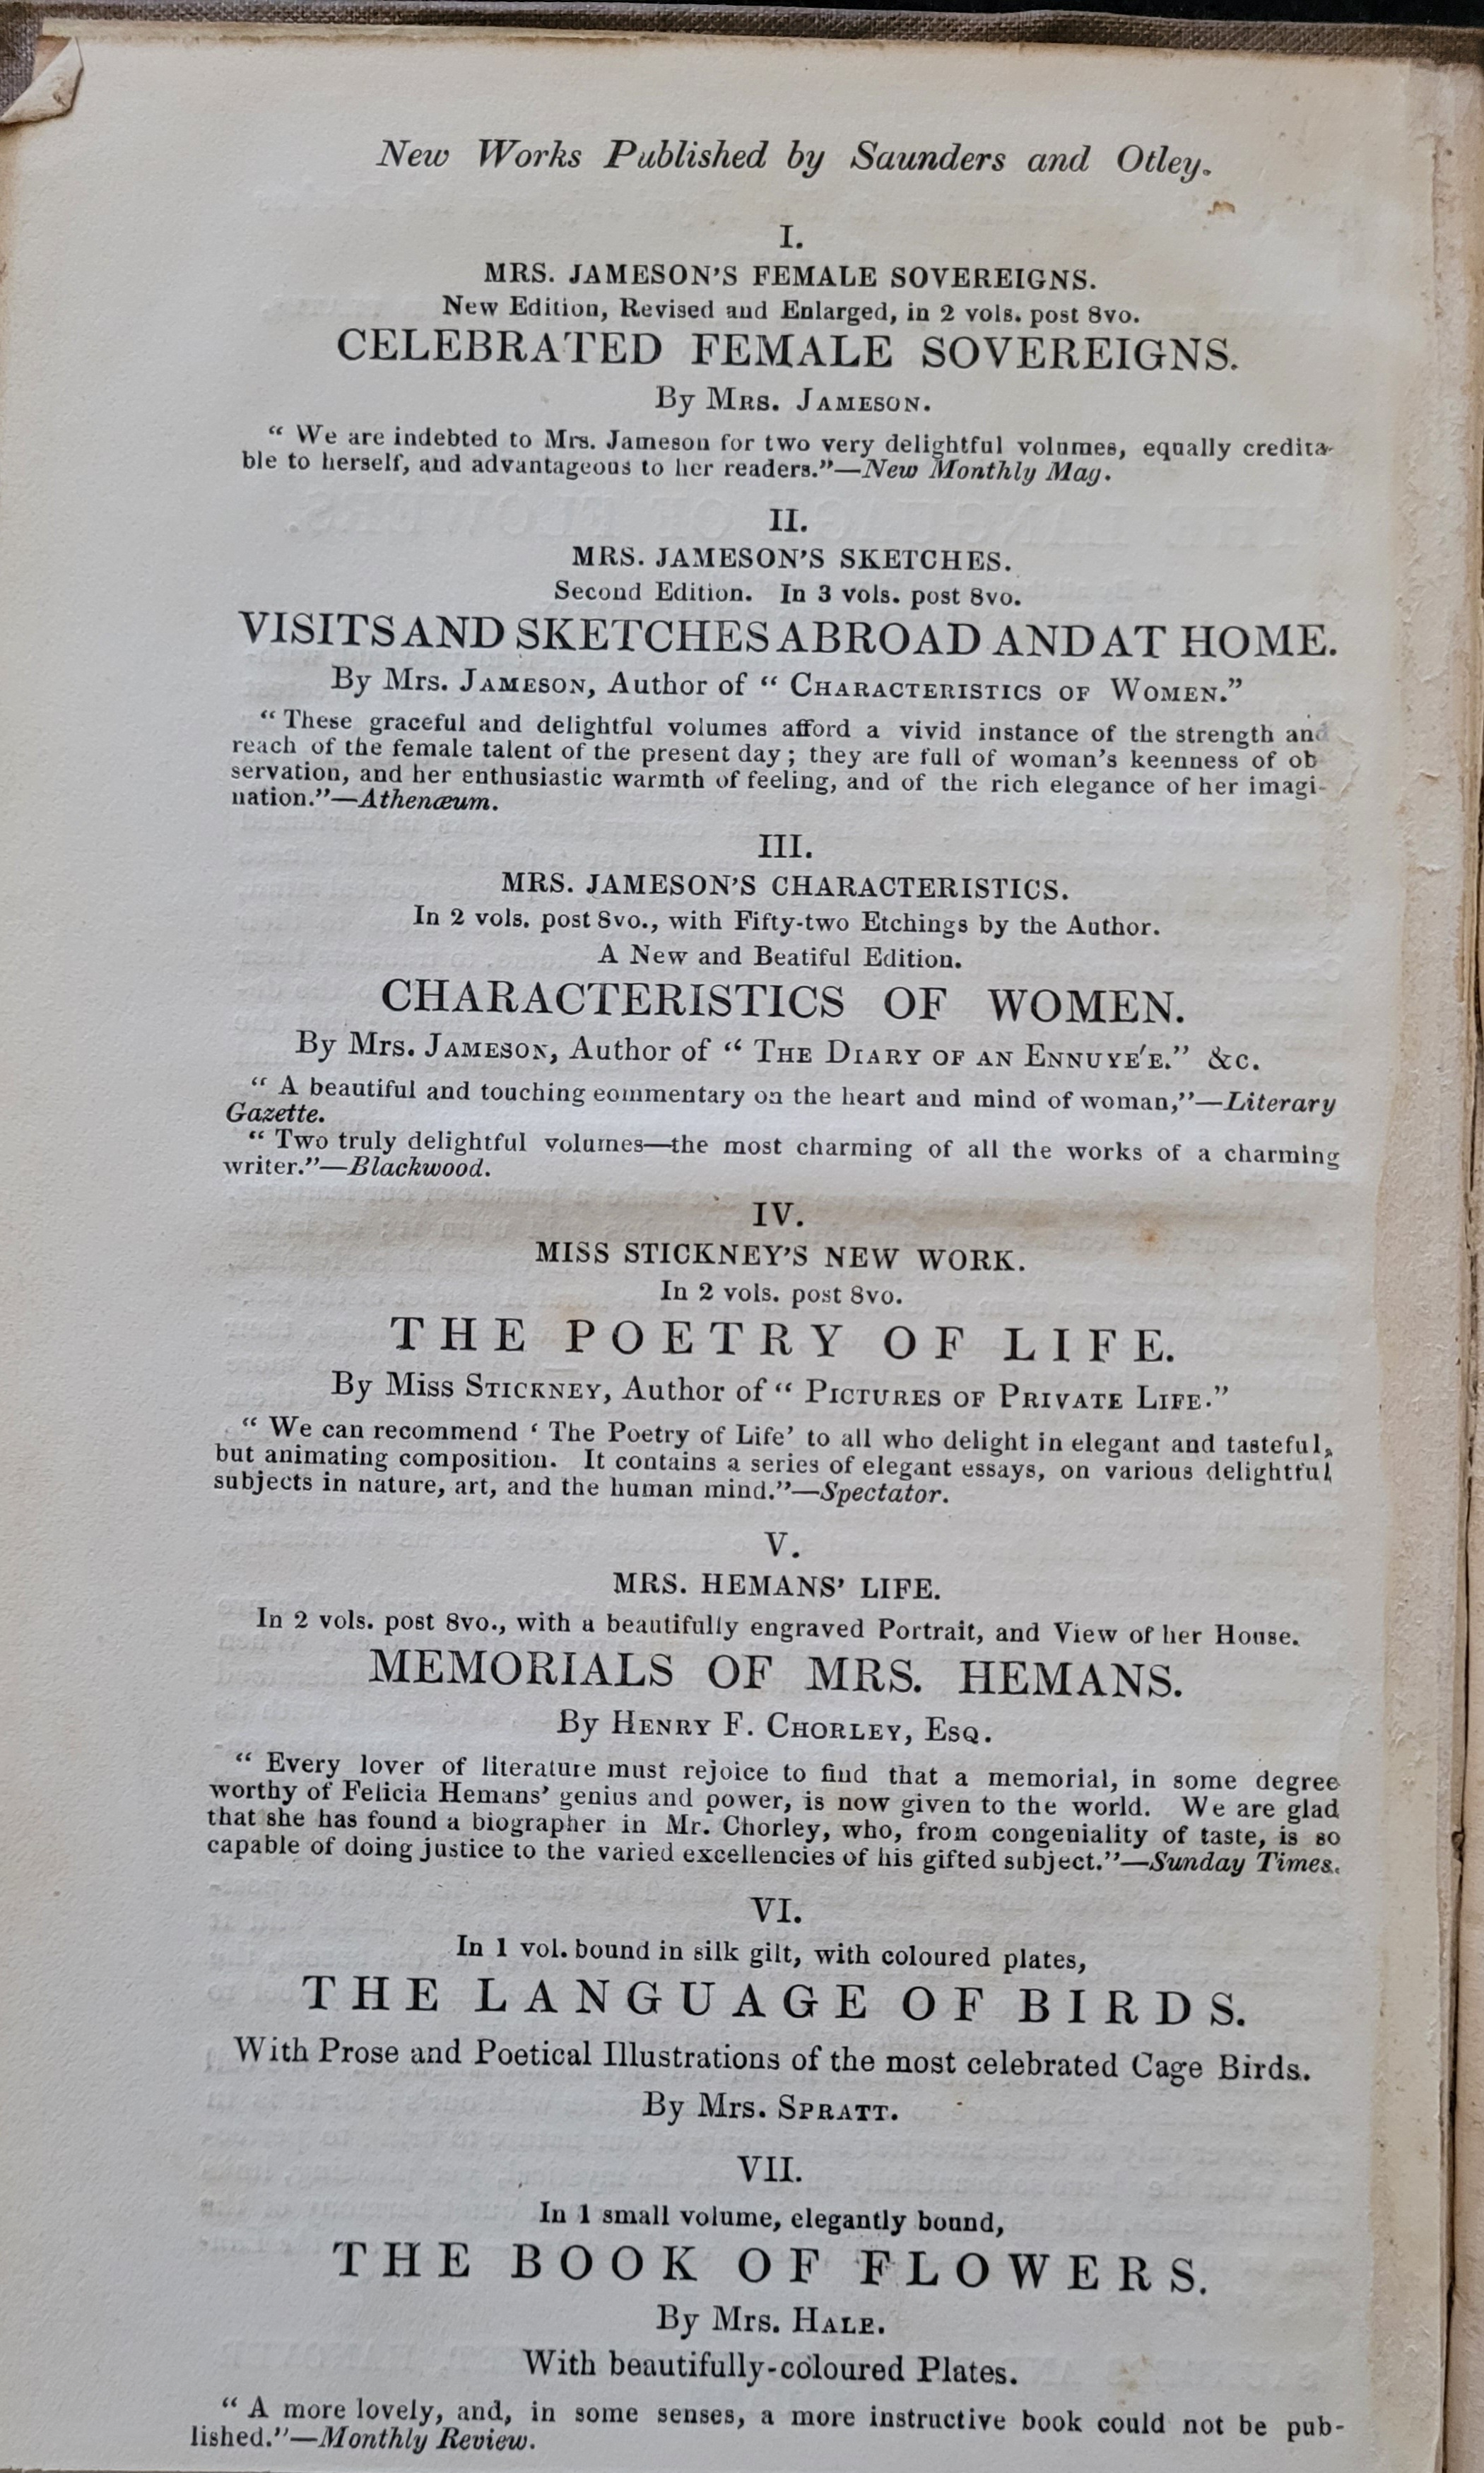 New Works Published by Saunders and Otley.
I.
MRS. JAMESON'S FEMALE SOVEREIGNS.
New Edition, Revised and Enlarged, in 2 vols. post 8vo.
CELEBRATED FEMALE SOVEREIGNS.
By MRS. JAMESON.
“ We are indebted to Mrs. Jameson for two very delightful volumes, equally credita-
ble to herself, and advantageous to her readers.”—New Monthly Mag.
II.
MRS. JAMESON'S SKETCHES.
Second Edition. In 3 vols. post 8vo.
VISITS AND SKETCHES ABROAD AND AT HOME.
By Mrs. JAMESON, Author of “ CHARACTERISTICS OF WOMEN.”
“ These graceful and delightful volumes afford a vivid instance of the strength and
reach of the female talent of the present day ; they are full of woman's keenness of ob
servation, and her enthusiastic warmth of feeling, and of the rich elegance of her imagi-
nation.”—Athenæum.
III.
MRS. JAMESON'S CHARACTERISTICS.
In 2 vols. post 8vo., with Fifty-two Etchings by the Author.
A New and Beatiful Edition.
CHARACTERISTICS OF WOMEN.
By Mrs. JAMESON, Author of “ THE DIARY OF AN ENNUYE'E.” &c.
“ A beautiful and touching commentary on the heart and mind of woman,”—Literary
Gazette.
“ Two truly delightful volumes—the most charming of all the works of a charming
writer.”—Blackwood.
IV.
MISS STICKNEY'S NEW WORK.
In 2 vols. post 8vo.
THE POETRY OF LIFE.
By Miss STICKNEY, Author of “ PICTURES OF PRIVATE LIFE.”
“ We can recommend ‘ The Poetry of Life’ to all who delight in elegant and tasteful,
but animating composition. It contains a series of elegant essays, on various delightful
subjects in nature, art, and the human mind.”—Spectator.
V.
MRS. HEMANS' LIFE.
In 2 vols. post 8vo., with a beautifully engraved Portrait, and View of her House.
MEMORIALS OF MRS. HEMANS.
By HENRY F. CHORLEY, ESQ.
“ Every lover of literature must rejoice to find that a memorial, in some degree
worthy of Felicia Hemans' genius and power, is now given to the world. We are glad
that she has found a biographer in Mr. Chorley, who, from congeniality of taste, is so
capable of doing justice to the varied excellencies of his gifted subject.”—Sunday Times.
VI.
In 1 vol. bound in silk gilt, with coloured plates,
THE LANGUAGE OF BIRDS.
With Prose and Poetical Illustrations of the most celebrated Cage Birds.
By Mrs. SPRATT.
VII.
In 1 small volume, elegantly bound,
THE BOOK OF FLOWERS.
By Mrs. HALE.
With beautifully-coloured Plates.
“ A more lovely, and, in some senses, a more instructive book could not be pub-
lished.”—Monthly Review.